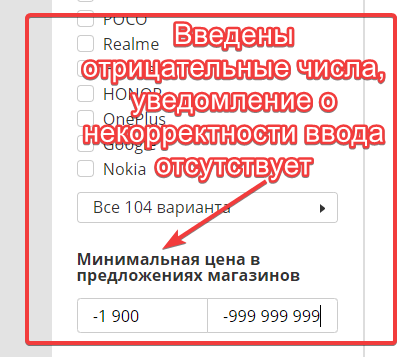 POCO
Realme
HONOR
OnePlus
Google
Nokia
Введены
отрицательные числа,
уведомление о
некорректности ввода
отсутствует
Все 104 варианта
Минимальная цена в
предложениях магазинов
-1 900
-999 999 999